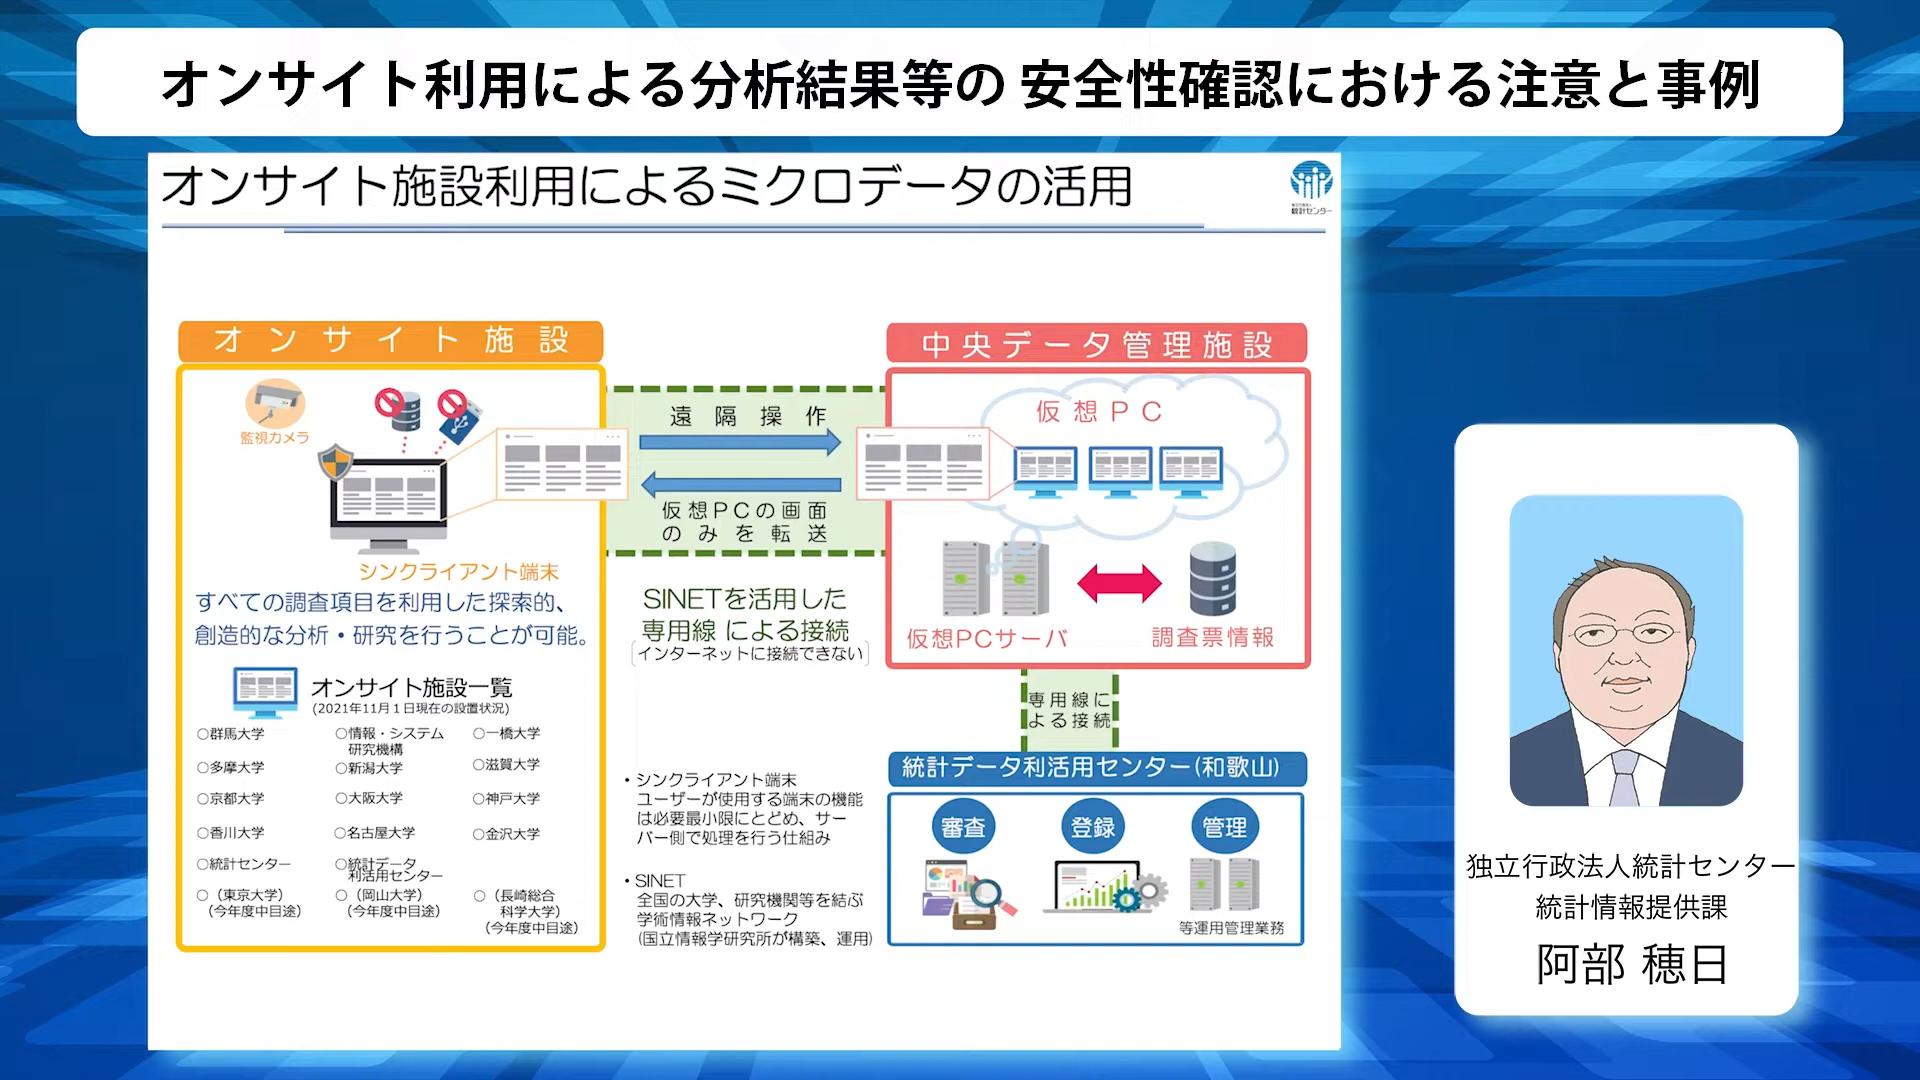 オンサイト利用による分析結果等の 安全性確認における注意と事例
オンサイト施設利用によるミクロデータの活用
独立行政法人
統計センター
オンサイト施設
監視カメラ
シンクライアント端末
すべての調査項目を利用した探索的、
創造的な分析・研究を行うことが可能。
オンサイト施設一覧
(2021年11月1日現在の設置状況)
○群馬大学
○情報・システム
研究機構
○一橋大学
○多摩大学
○新潟大学
○滋賀大学
○京都大学
○大阪大学
○神戸大学
○香川大学
○名古屋大学
○金沢大学
○統計センター
○統計データ
利活用センター
○（東京大学）
（今年度中目途）
○（岡山大学）
（今年度中目途）
○（長崎総合
科学大学）
（今年度中目途）
遠隔操作
仮想PCの画面
のみを転送
SINETを活用した
専用線 による接続
インターネットに接続できない
・シンクライアント端末
ユーザーが使用する端末の機能
は必要最小限にとどめ、サー
バー側で処理を行う仕組み
・SINET
全国の大学、研究機関等を結ぶ
学術情報ネットワーク
(国立情報学研究所が構築、運用)
中央データ管理施設
仮想PC
仮想PCサーバ
調査票情報
専用線に
よる接続
統計データ利活用センター(和歌山)
審査
登録
管理
等運用管理業務
独立行政法人統計センター
統計情報提供課
阿部 穂日